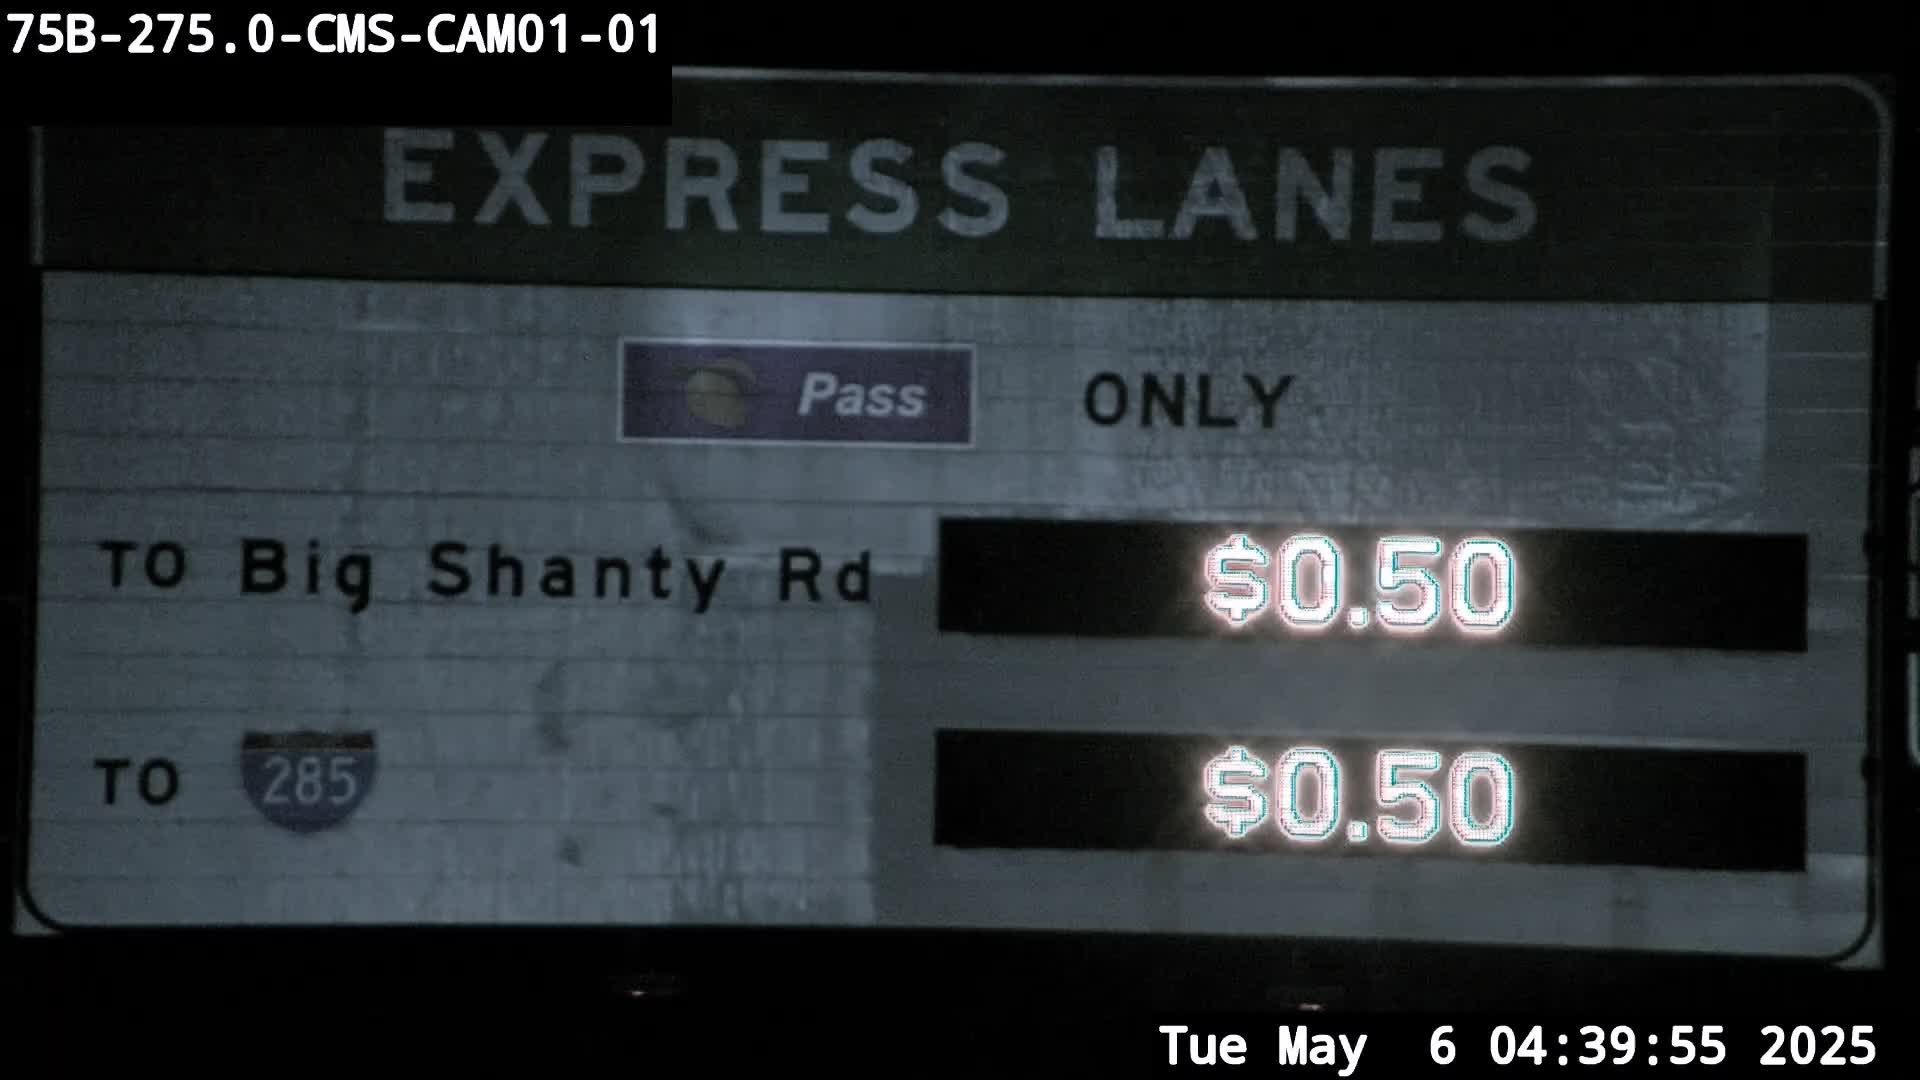 75B-275.0-CMS-CAM01-01
EXPRESS LANES
Pass ONLY
TO Big Shanty Rd $0.50
TO 285 $0.50
Tue May 6 04:39:55 2025